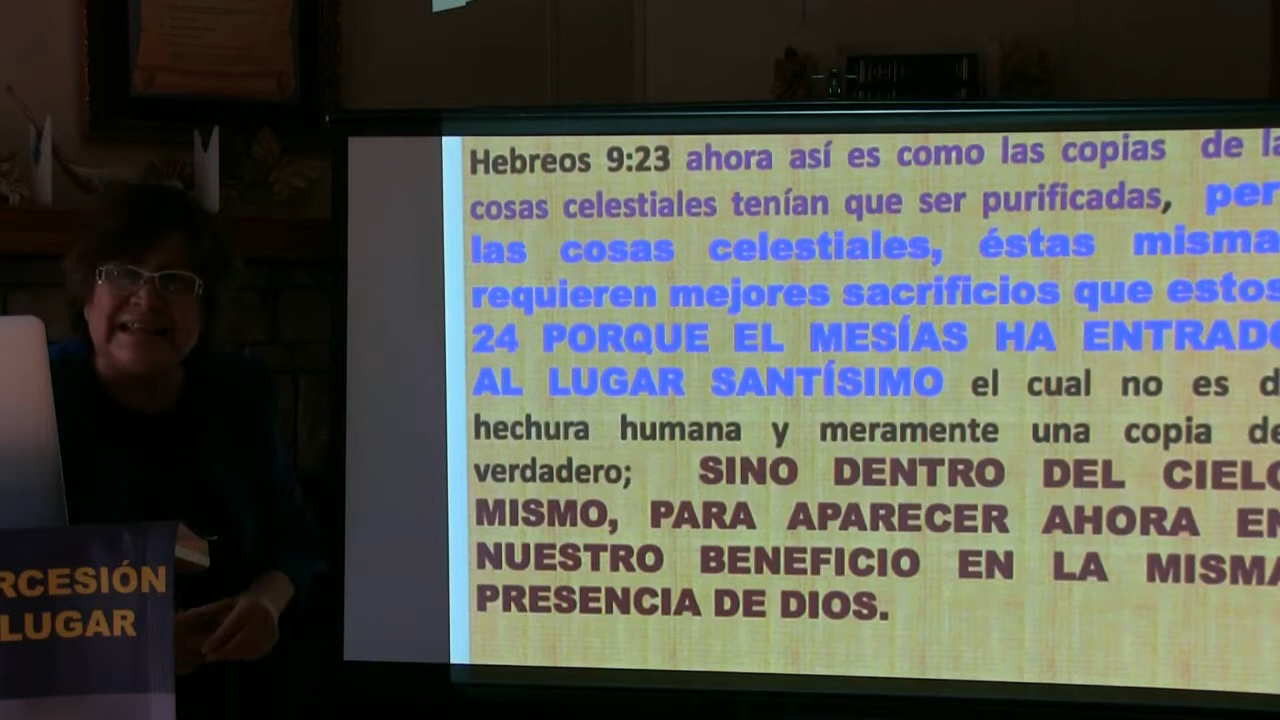 Hebreos 9:23 ahora así es como las copias de la
cosas celestiales tenían que ser purificadas, per
las cosas celestiales, éstas misma
requieren mejores sacrificios que estos
24 PORQUE EL MESÍAS HA ENTRADO
AL LUGAR SANTÍSIMO el cual no es d
hechura humana y meramente una copia de
verdadero; SINO DENTRO DEL CIELO
MISMO, PARA APARECER AHORA EN
NUESTRO BENEFICIO EN LA MISMA
PRESENCIA DE DIOS.
RCESIÓN
LUGAR